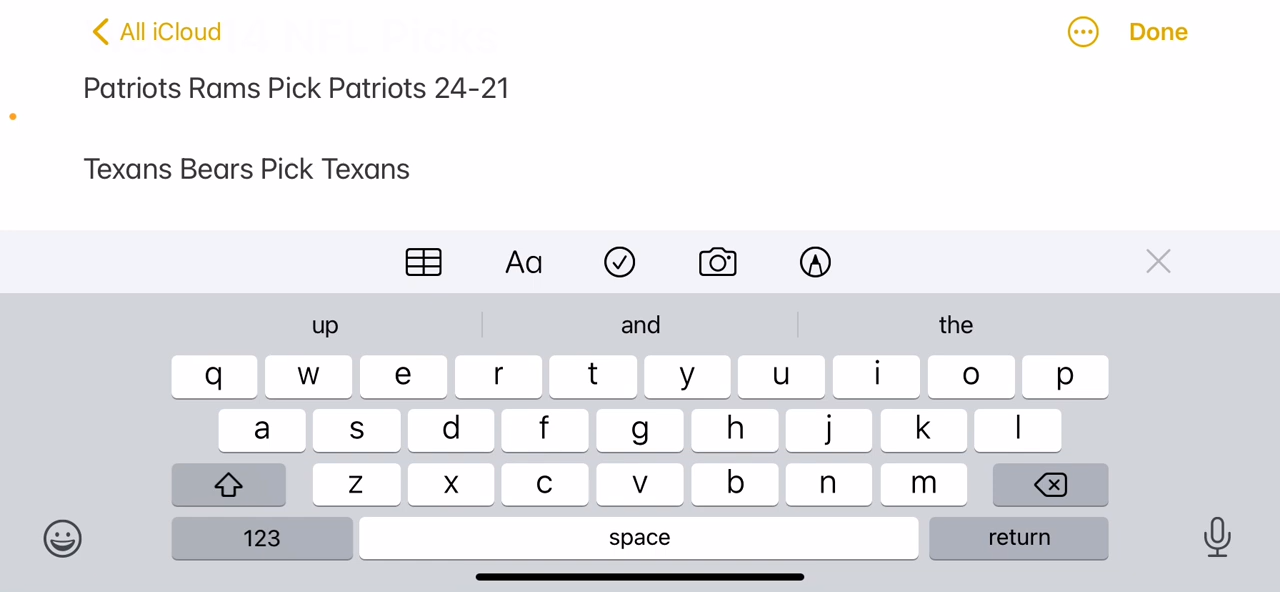 All iCloud
Done
Patriots Rams Pick Patriots 24-21
Texans Bears Pick Texans
Aa
up and the
q w e r t y u i o p
a s d f g h j k l
z x c v b n m
123 space return